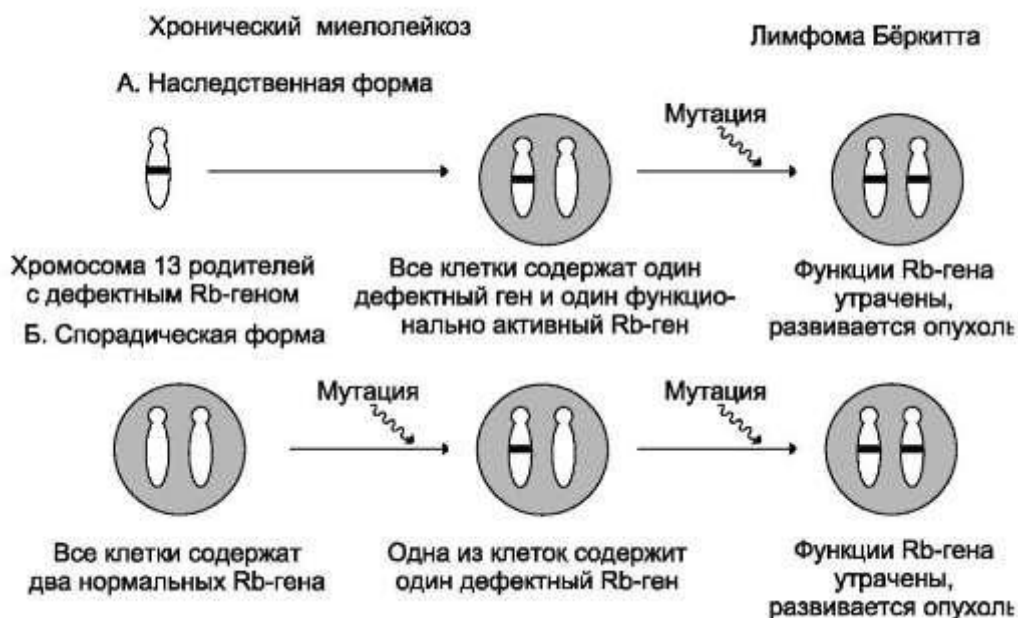 Хронический миелолейкоз
Лимфома Бёркитта
А. Наследственная форма
Мутация
Хромосома 13 родителей
с дефектным Rb-геном
Все клетки содержат один
дефектный ген и один функцио-
нально активный Rb-ген
Функции Rb-гена
утрачены,
развивается опухоль
Б. Спорадическая форма
Мутация
Мутация
Все клетки содержат
два нормальных Rb-гена
Одна из клеток содержит
один дефектный Rb-ген
Функции Rb-гена
утрачены,
развивается опухоль